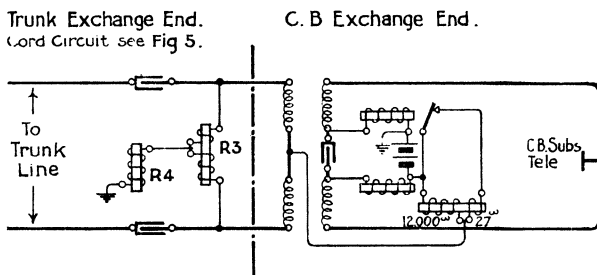 Trunk Exchange End.
Cord Circuit see Fig 5.
C.B Exchange End.
To
Trunk
Line
R3
R4
C.B.Subs.
Tele
12,000ω
27ω